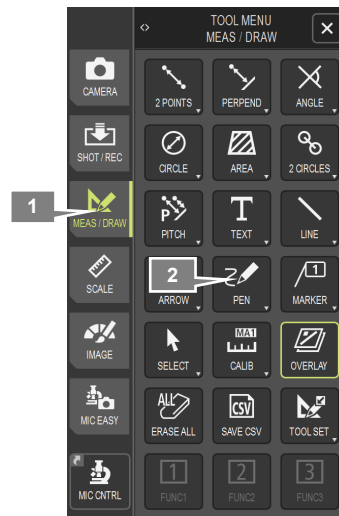 TOOL MENU
MEAS / DRAW
CAMERA
SHOT / REC
1
MEAS / DRAW
SCALE
IMAGE
MIC EASY
MIC CNTRL
2 POINTS
PERPEND
ANGLE
CIRCLE
AREA
2 CIRCLES
P
PITCH
T
TEXT
LINE
2
ARROW
PEN
1
MARKER
SELECT
MA1
CALIB
OVERLAY
ALL
ERASE ALL
CSV
SAVE CSV
TOOL SET
1
FUNC1
2
FUNC2
3
FUNC3